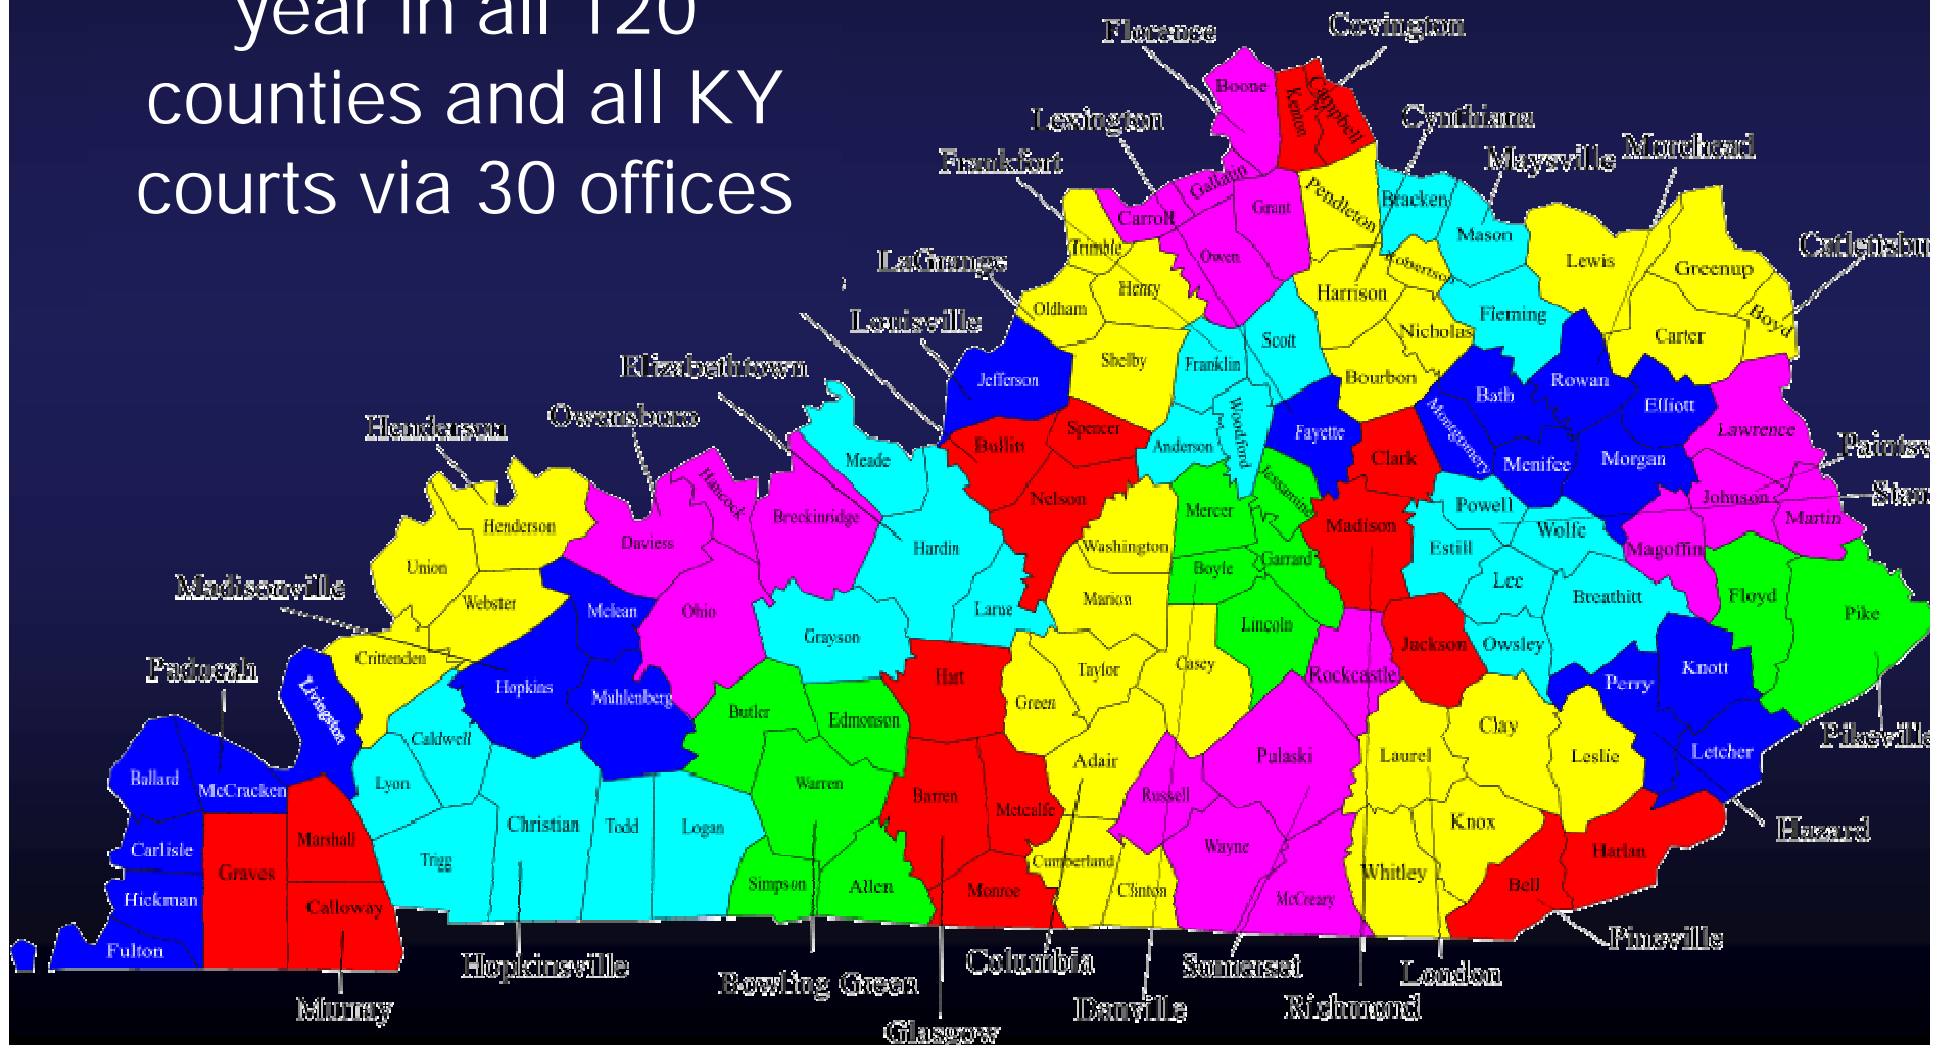 year in all 120
counties and all KY
courts via 30 offices
Florence
Covington
Lexington
Cynthiana
Frankfort
Maysville
Morehead
LaGrange
Louisville
Elizabethtown
Owensboro
Henderson
Madisonville
Paducah
Murray
Hopkinsville
Bowling Green
Glasgow
Columbia
Danville
Somerset
Richmond
London
Pineville
Hazard
Pikeville
Boone
Kenton
Campbell
Gallatin
Carroll
Grant
Pendleton
Bracken
Mason
Trimble
Owen
Robertson
Lewis
Greenup
Henry
Harrison
Oldham
Fleming
Boyd
Nicholas
Carter
Scott
Shelby
Franklin
Jefferson
Bourbon
Rowan
Bath
Elliott
Woodford
Montgomery
Spencer
Fayette
Lawrence
Bullitt
Anderson
Clark
Menifee
Morgan
Meade
Hancock
Nelson
Jessamine
Johnson
Breckinridge
Mercer
Madison
Powell
Martin
Henderson
Wolfe
Daviess
Hardin
Washiington
Estill
Magoffin
Union
Boyle
Garrard
Lee
Webster
Mclean
Ohio
Larue
Marion
Breathitt
Floyd
Pike
Grayson
Lincoln
Jackson
Owsley
Crittenden
Casey
Taylor
Hart
Rockcastle
Knott
Perry
Livingston
Hopkins
Muhlenberg
Green
Butler
Edmonson
Clay
Caldwell
Letcher
Pulaski
Laurel
Leslie
Adair
Ballard
McCracken
Lyon
Warren
Barren
Russell
Metcalfe
Christian
Todd
Logan
Knox
Marshall
Carlisle
Wayne
Harlan
Trigg
Cumberland
Graves
Whitley
Simpson
Allen
Monroe
Clinton
Bell
Hickman
McCreary
Calloway
Fulton